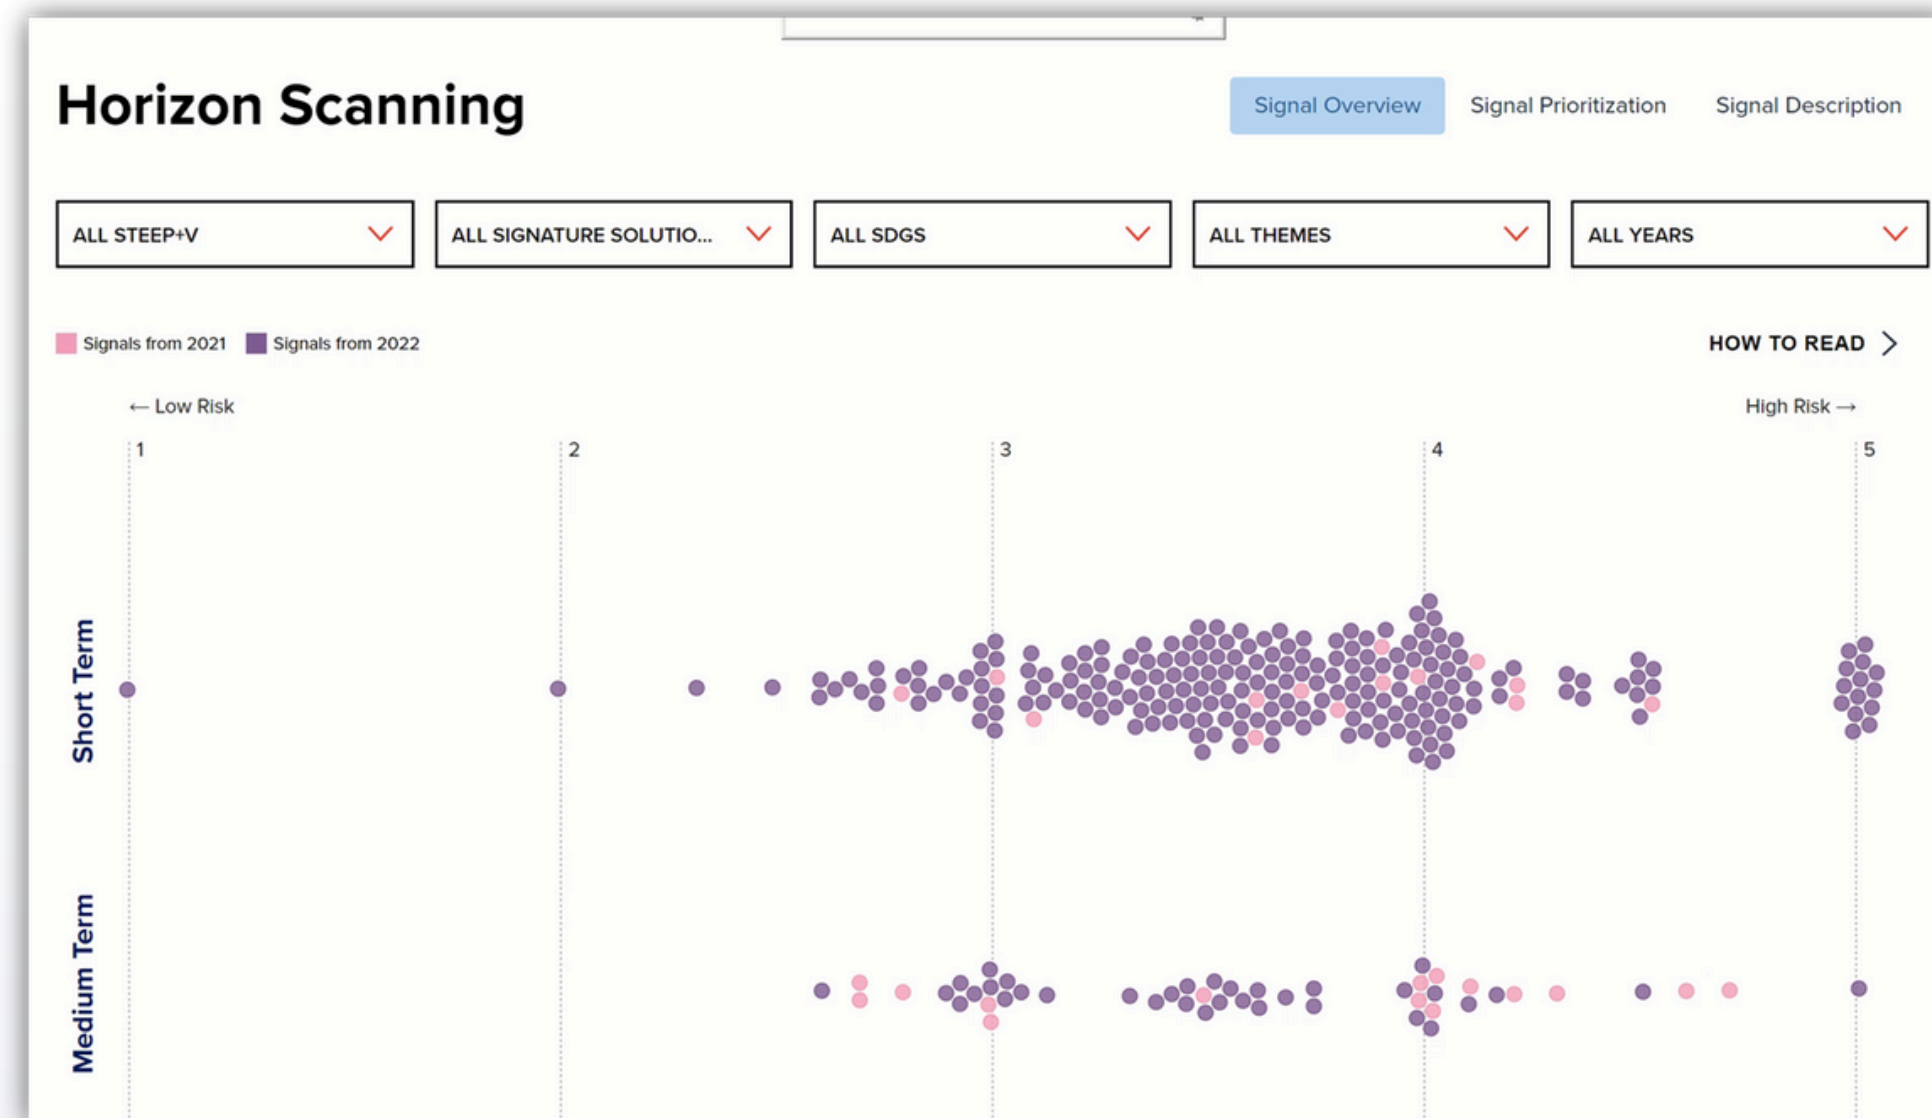 Horizon Scanning
Signal Overview
Signal Prioritization
Signal Description
ALL STEEP+V
ALL SIGNATURE SOLUTIO...
ALL SDGS
ALL THEMES
ALL YEARS
Signals from 2021
Signals from 2022
HOW TO READ
← Low Risk
High Risk →
1
2
3
4
5
Short Term
Medium Term